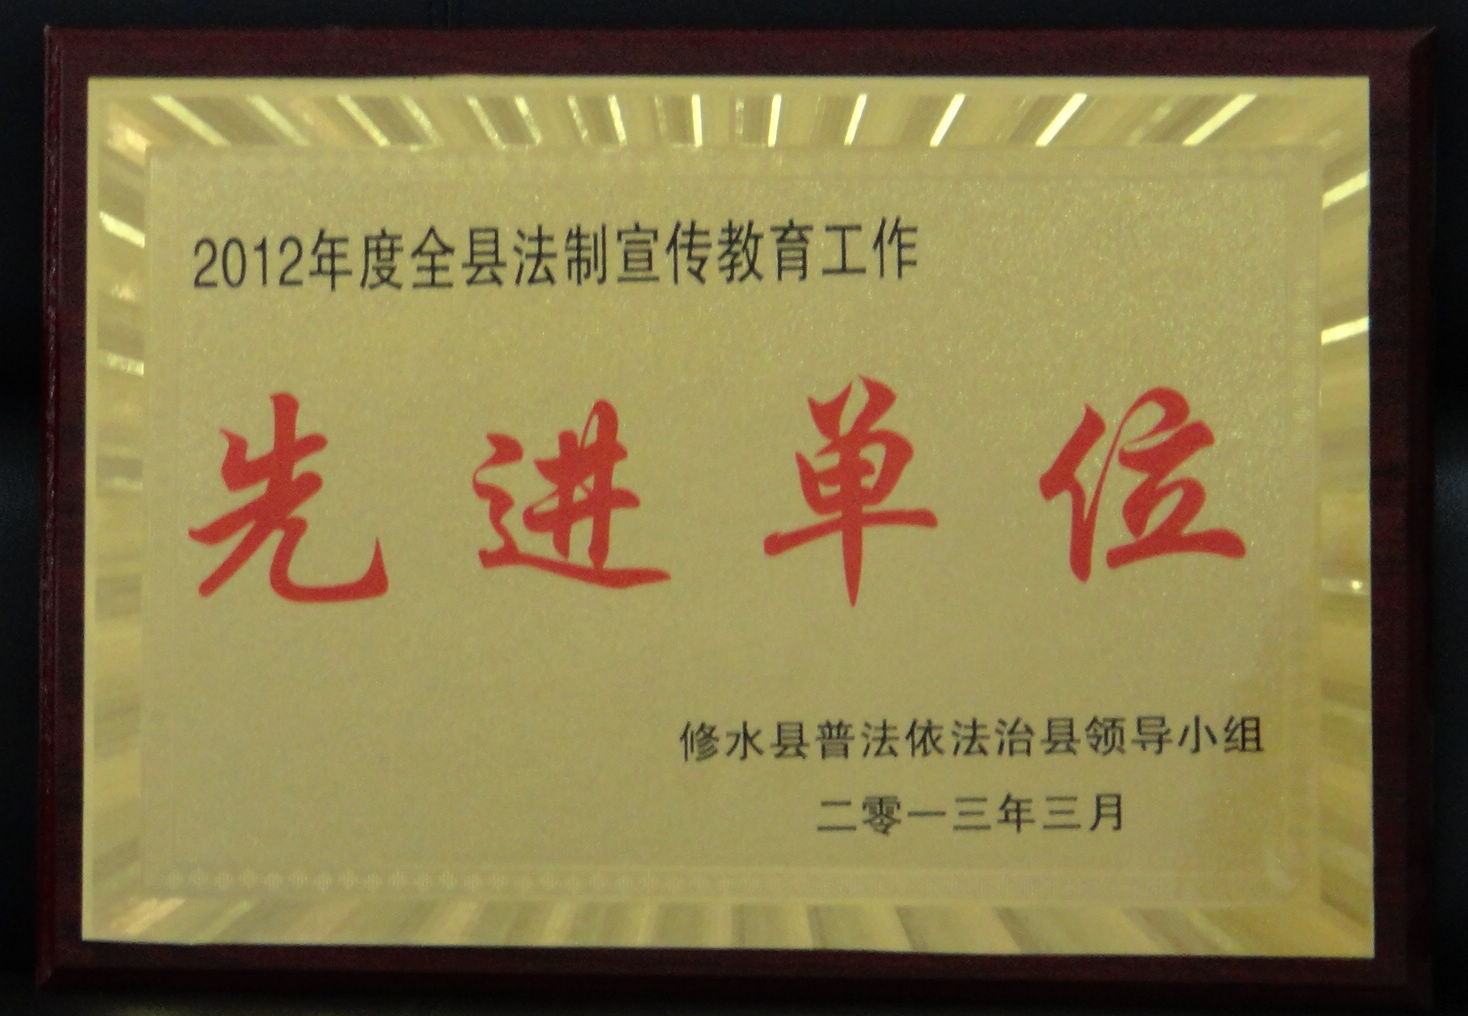 2012年度全县法制宣传教育工作
先进单位
修水县普法依法治县领导小组
二零一三年三月